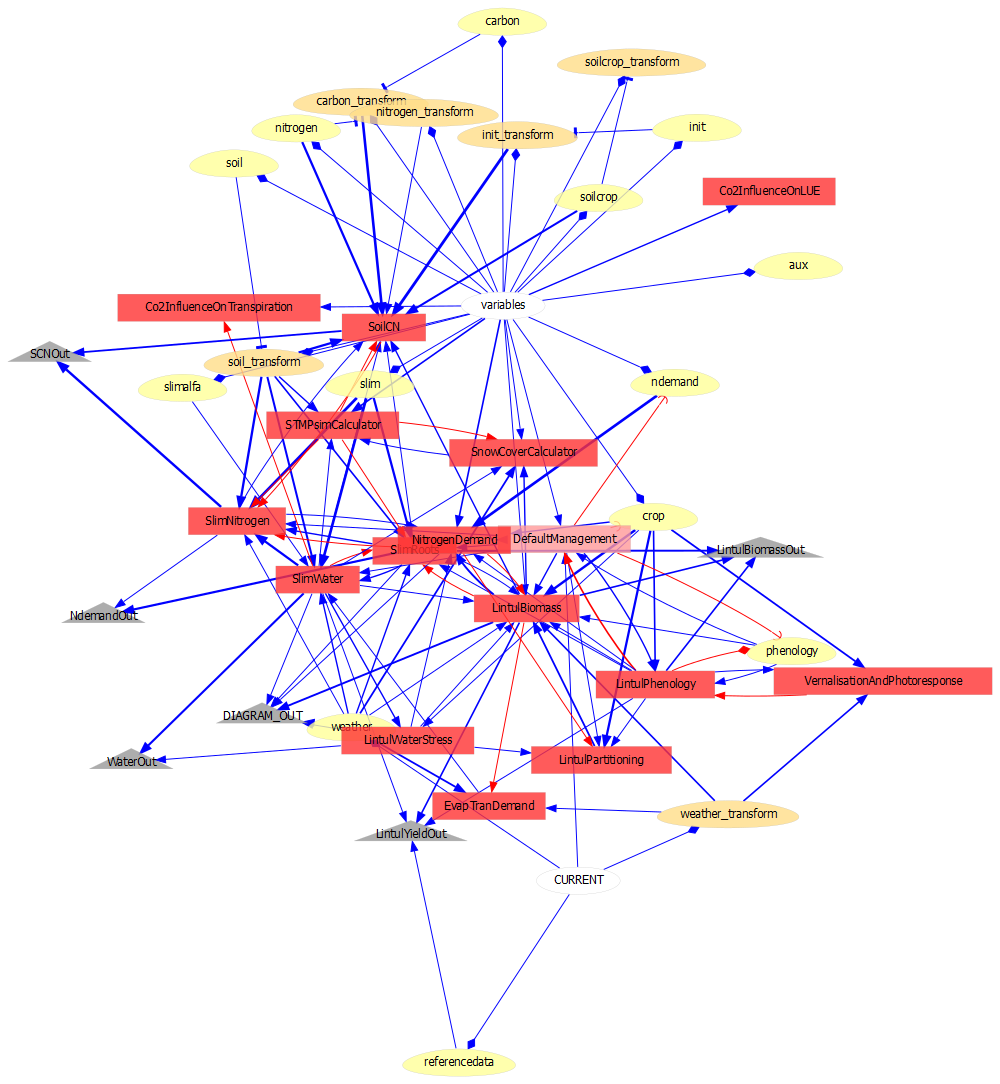 carbon
soilcrop_transform
carbon_transform
nitrogen_transform
nitrogen
init_transform
init
soil
Co2InfluenceOnLUE
soilcrop
aux
variables
Co2InfluenceOnTranspiration
SoilCN
SCNOut
soil_transform
slimalfa
slim
ndemand
STMPsimCalculator
SnowCoverCalculator
crop
SlimNitrogen
NitrogenDemand
DefaultManagement
SlimRoots
LintulBiomassOut
SlimWater
LintulBiomass
NdemandOut
phenology
LintulPhenology
VernalisationAndPhotoresponse
DIAGRAM_OUT
weather
LintulWaterStress
WaterOut
LintulPartitioning
EvapTranDemand
weather_transform
LintulYieldOut
CURRENT
referencedata